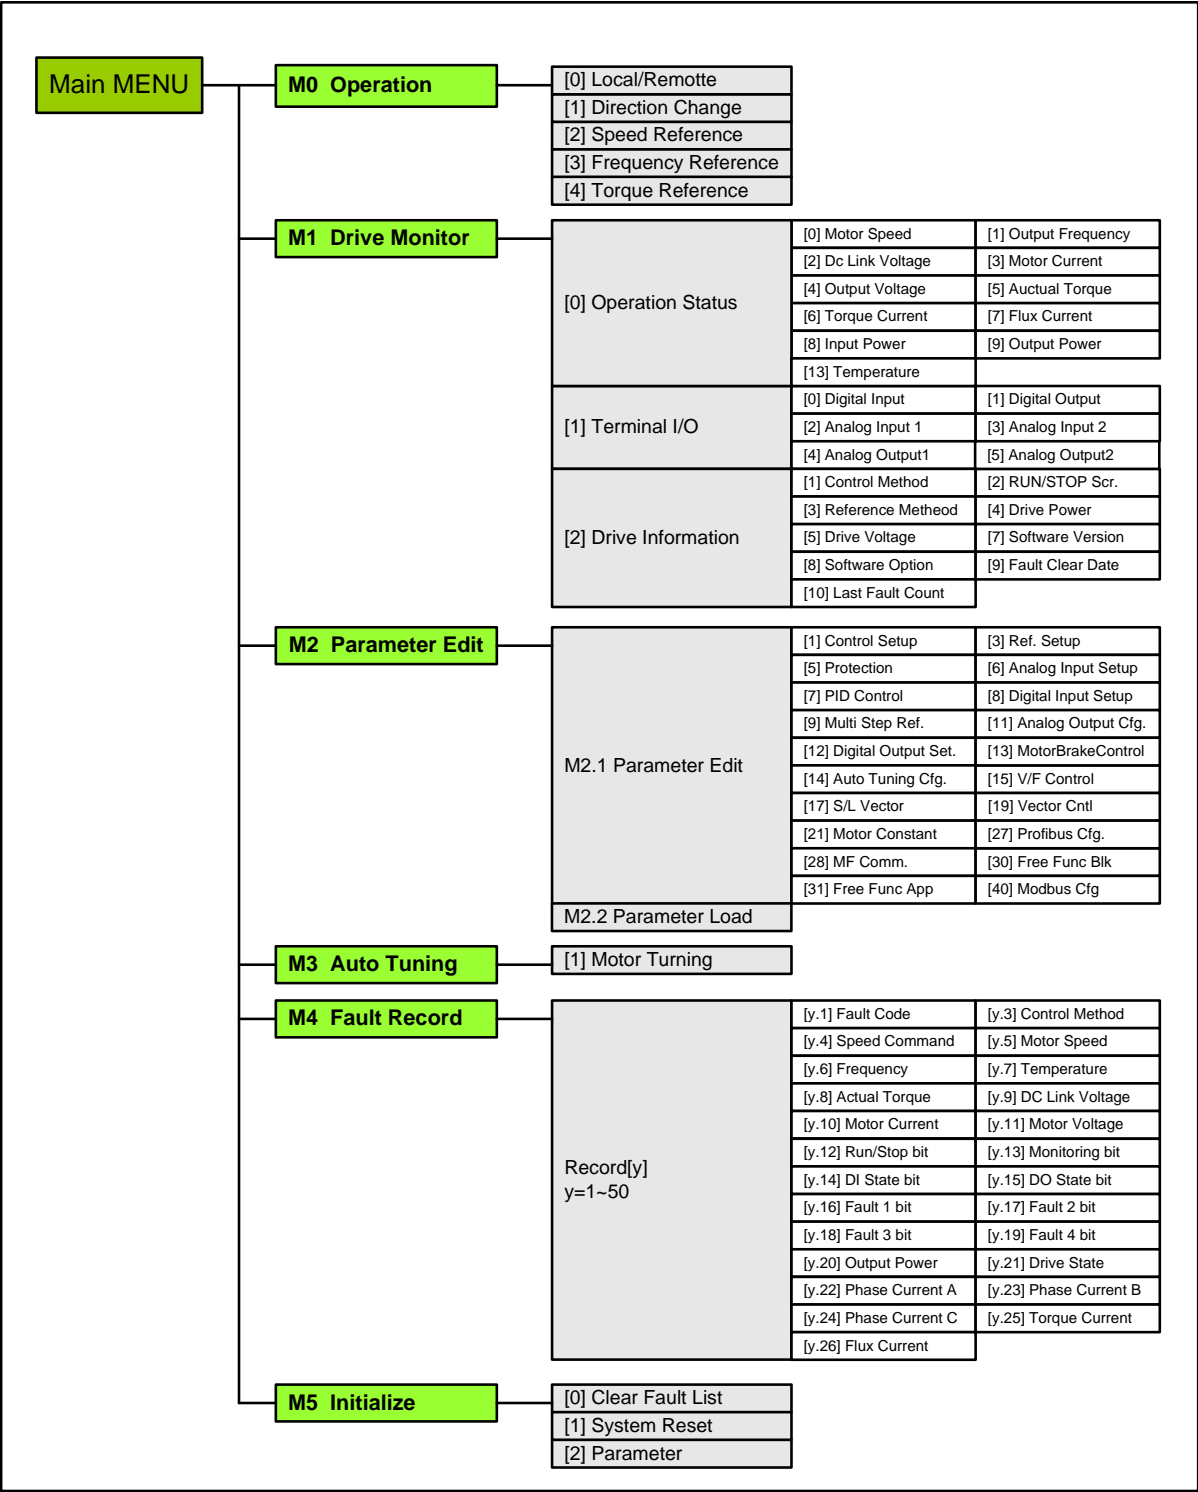 Main MENU
M0 Operation
[0] Local/Remotte
[1] Direction Change
[2] Speed Reference
[3] Frequency Reference
[4] Torque Reference
M1 Drive Monitor
[0] Operation Status
[0] Motor Speed
[1] Output Frequency
[2] Dc Link Voltage
[3] Motor Current
[4] Output Voltage
[5] Auctual Torque
[6] Torque Current
[7] Flux Current
[8] Input Power
[9] Output Power
[13] Temperature
[1] Terminal I/O
[0] Digital Input
[1] Digital Output
[2] Analog Input 1
[3] Analog Input 2
[4] Analog Output1
[5] Analog Output2
[2] Drive Information
[1] Control Method
[2] RUN/STOP Scr.
[3] Reference Metheod
[4] Drive Power
[5] Drive Voltage
[7] Software Version
[8] Software Option
[9] Fault Clear Date
[10] Last Fault Count
M2 Parameter Edit
M2.1 Parameter Edit
[1] Control Setup
[3] Ref. Setup
[5] Protection
[6] Analog Input Setup
[7] PID Control
[8] Digital Input Setup
[9] Multi Step Ref.
[11] Analog Output Cfg.
[12] Digital Output Set.
[13] MotorBrakeControl
[14] Auto Tuning Cfg.
[15] V/F Control
[17] S/L Vector
[19] Vector Cntl
[21] Motor Constant
[27] Profibus Cfg.
[28] MF Comm.
[30] Free Func Blk
[31] Free Func App
[40] Modbus Cfg
M2.2 Parameter Load
M3 Auto Tuning
[1] Motor Turning
M4 Fault Record
Record[y]
y=1~50
[y.1] Fault Code
[y.3] Control Method
[y.4] Speed Command
[y.5] Motor Speed
[y.6] Frequency
[y.7] Temperature
[y.8] Actual Torque
[y.9] DC Link Voltage
[y.10] Motor Current
[y.11] Motor Voltage
[y.12] Run/Stop bit
[y.13] Monitoring bit
[y.14] DI State bit
[y.15] DO State bit
[y.16] Fault 1 bit
[y.17] Fault 2 bit
[y.18] Fault 3 bit
[y.19] Fault 4 bit
[y.20] Output Power
[y.21] Drive State
[y.22] Phase Current A
[y.23] Phase Current B
[y.24] Phase Current C
[y.25] Torque Current
[y.26] Flux Current
M5 Initialize
[0] Clear Fault List
[1] System Reset
[2] Parameter